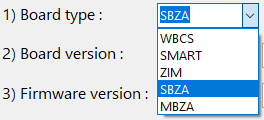 1) Board type : SBZA
WBCS
2) Board version : SMART
ZIM
SBZA
3) Firmware version : MBZA